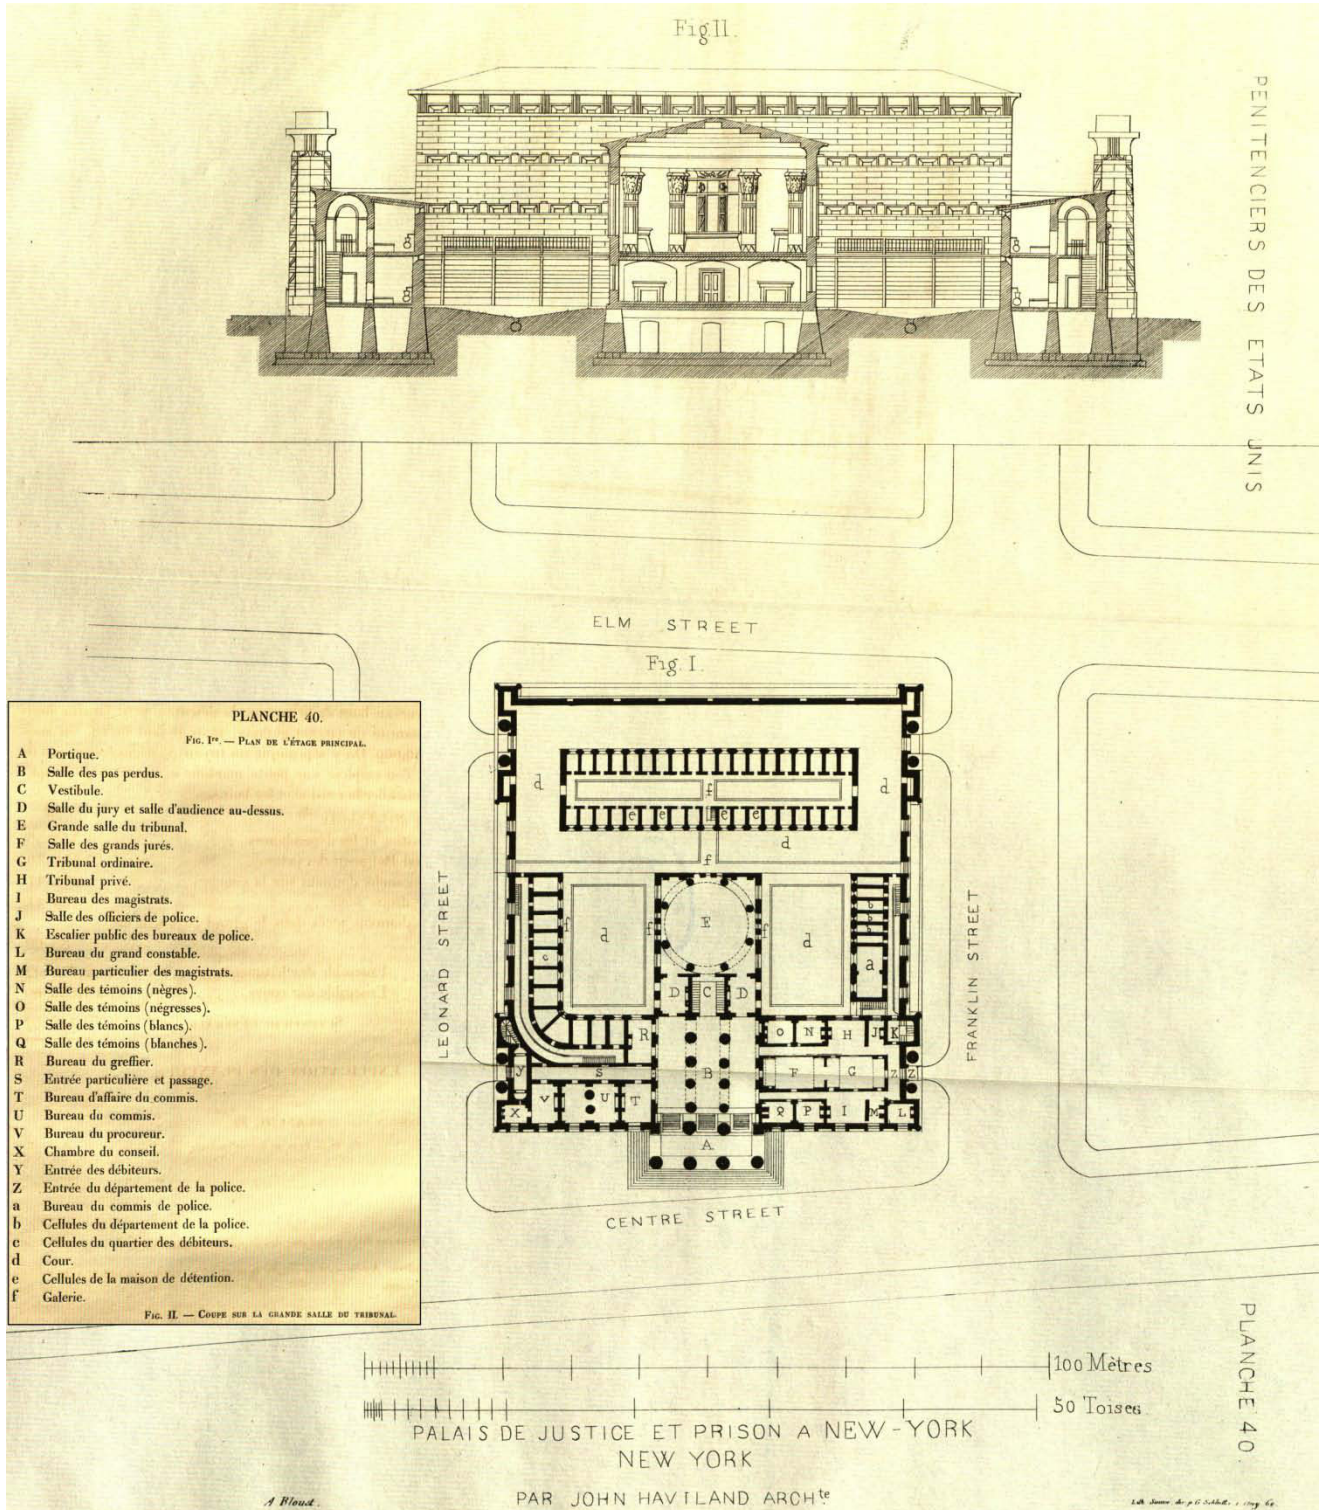 Fig II.
PENITENCIERS DES ETATS UNIS
ELM STREET
Fig. I.
d
d
f
e e e e
d
f
LEONARD STREET
FRANKLIN STREET
f d f E f d
b
b
b
c
a
D C D
R
O N H J K
Y S B F G Z Z
X V U T
Q P I M L
A
CENTRE STREET
PLANCHE 40.
FIG. Ire. — PLAN DE L'ÉTAGE PRINCIPAL.
A Portique.
B Salle des pas perdus.
C Vestibule.
D Salle du jury et salle d'audience au-dessus.
E Grande salle du tribunal.
F Salle des grands jurés.
G Tribunal ordinaire.
H Tribunal privé.
I Bureau des magistrats.
J Salle des officiers de police.
K Escalier public des bureaux de police.
L Bureau du grand constable.
M Bureau particulier des magistrats.
N Salle des témoins (nègres).
O Salle des témoins (négresses).
P Salle des témoins (blancs).
Q Salle des témoins (blanches).
R Bureau du greffier.
S Entrée particulière et passage.
T Bureau d'affaire du commis.
U Bureau du commis.
V Bureau du procureur.
X Chambre du conseil.
Y Entrée des débiteurs.
Z Entrée du département de la police.
a Bureau du commis de police.
b Cellules du département de la police.
c Cellules du quartier des débiteurs.
d Cour.
e Cellules de la maison de détention.
f Galerie.
FIG. II. — COUPE SUR LA GRANDE SALLE DU TRIBUNAL.
100 Mètres
50 Toises
PLANCHE 40
PALAIS DE JUSTICE ET PRISON A NEW-YORK
NEW YORK
PAR JOHN HAVILAND ARCHte
A Blouet.